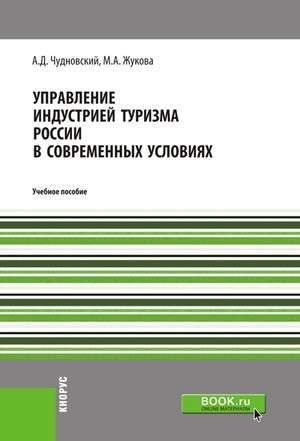 А.Д. Чудновский, М.А. Жукова
УПРАВЛЕНИЕ
ИНДУСТРИЕЙ ТУРИЗМА
РОССИИ
В СОВРЕМЕННЫХ УСЛОВИЯХ
Учебное пособие
КНОРУС
BOOK.ru
ONLINE МАТЕРИАЛЫ